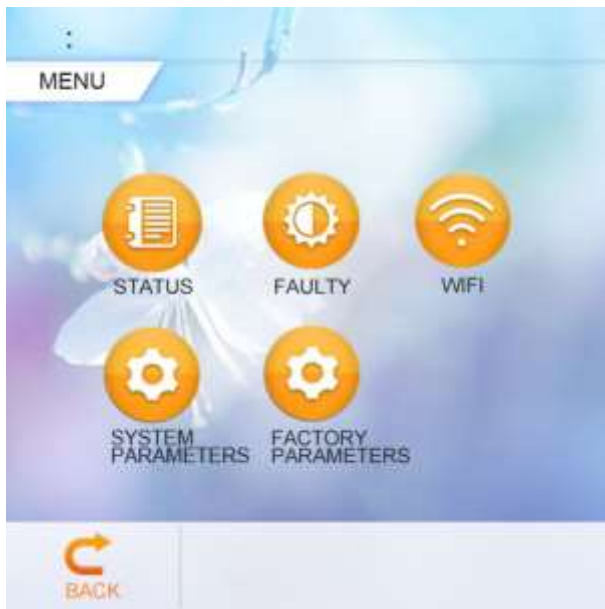 :
MENU
STATUS
FAULTY
WIFI
SYSTEM
PARAMETERS
FACTORY
PARAMETERS
BACK